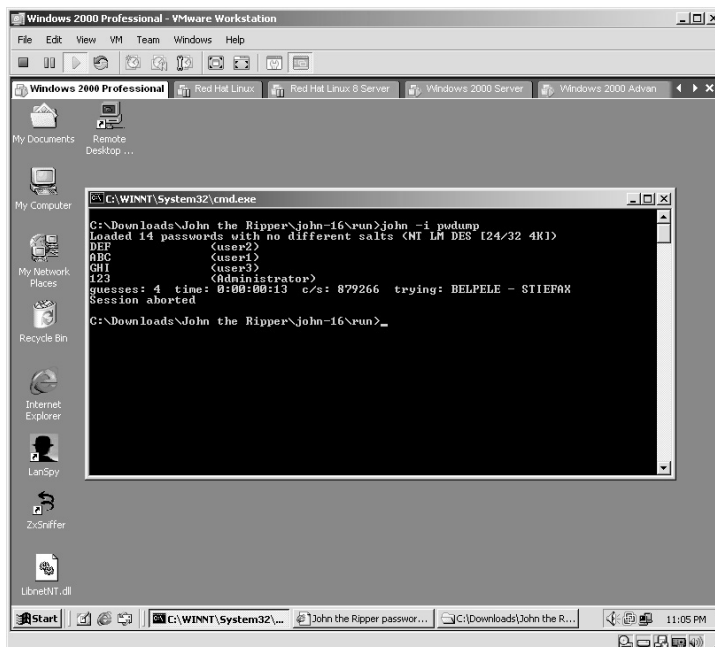 Windows 2000 Professional - VMware Workstation
File Edit View VM Team Windows Help
Windows 2000 Professional Red Hat Linux Red Hat Linux 8 Server Windows 2000 Server Windows 2000 Advan
My Documents
Remote Desktop ...
My Computer
My Network Places
Recycle Bin
Internet Explorer
LanSpy
ZxSniffer
LibnetNT.dll
C:\WINNT\System32\cmd.exe
C:\Downloads\John the Ripper\john-16\run>john -i pwdump
Loaded 14 passwords with no different salts (NT LM DES [24/32 4K])
DEF (user2)
ABC (user1)
GHI (user3)
123 (Administrator)
guesses: 4 time: 0:00:00:13 c/s: 879266 trying: BELPELE - STIEFAX
Session aborted
C:\Downloads\John the Ripper\john-16\run>_
Start C:\WINNT\System32\... John the Ripper passwor... C:\Downloads\John the R... 11:05 PM